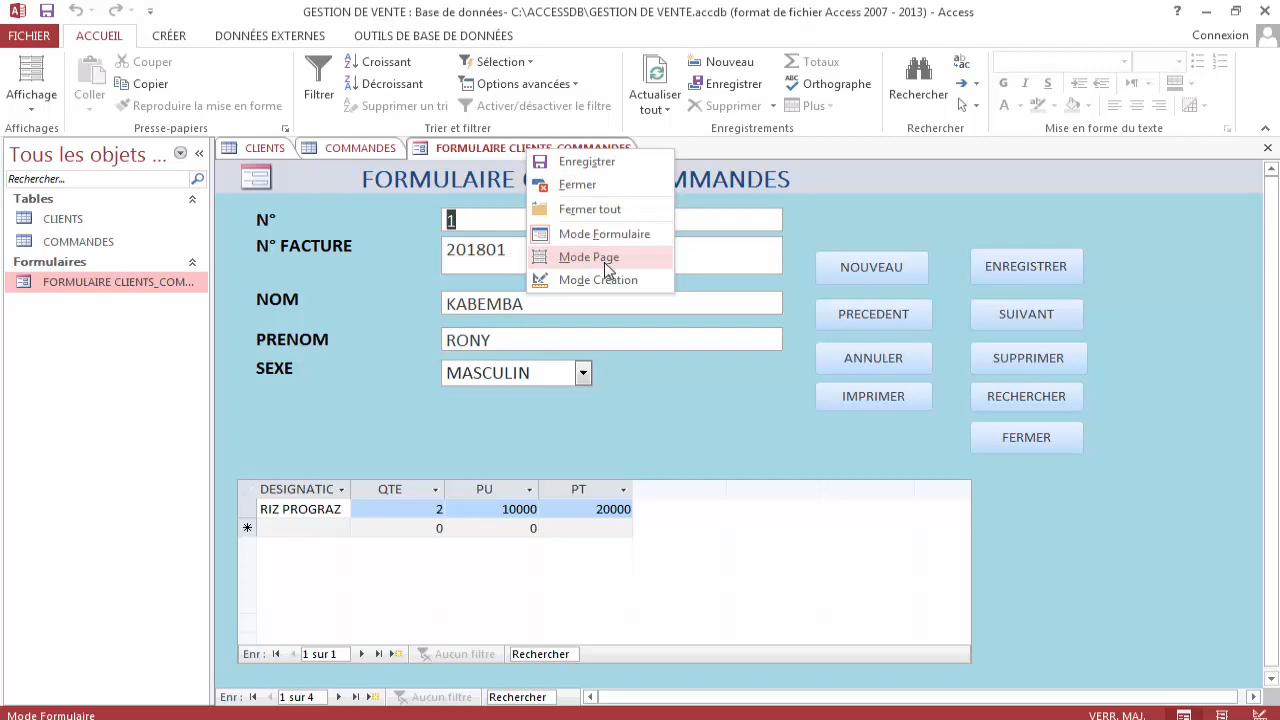 GESTION DE VENTE : Base de données- C:\ACCESSDB\GESTION DE VENTE.accdb (format de fichier Access 2007 - 2013) - Access
FICHIER ACCUEIL CRÉER DONNÉES EXTERNES OUTILS DE BASE DE DONNÉES Connexion
Affichage Coller Couper Filtrer Croissant Sélection Actualiser tout Nouveau Totaux Rechercher
Copier Décroissant Options avancées Enregistrer Orthographe G I S
Reproduire la mise en forme Supprimer un tri Activer/désactiver le filtre Supprimer Plus A
Affichages Presse-papiers Trier et filtrer Enregistrements Rechercher Mise en forme du texte
Tous les objets ...
Rechercher...
Tables
CLIENTS
COMMANDES
Formulaires
FORMULAIRE CLIENTS_COM...
CLIENTS COMMANDES FORMULAIRE CLIENTS_COMMANDES
FORMULAIRE C MMANDES
Enregistrer
Fermer
Fermer tout
Mode Formulaire
Mode Page
Mode Création
N° 1
N° FACTURE 201801
NOM KABEMBA
PRENOM RONY
SEXE MASCULIN
NOUVEAU ENREGISTRER
PRECEDENT SUIVANT
ANNULER SUPPRIMER
IMPRIMER RECHERCHER
FERMER
DESIGNATIC QTE PU PT
RIZ PROGRAZ 2 10000 20000
0 0
Enr : 1 sur 1 Aucun filtre Rechercher
Enr : 1 sur 4 Aucun filtre Rechercher
Mode Formulaire VERR. MAJ.